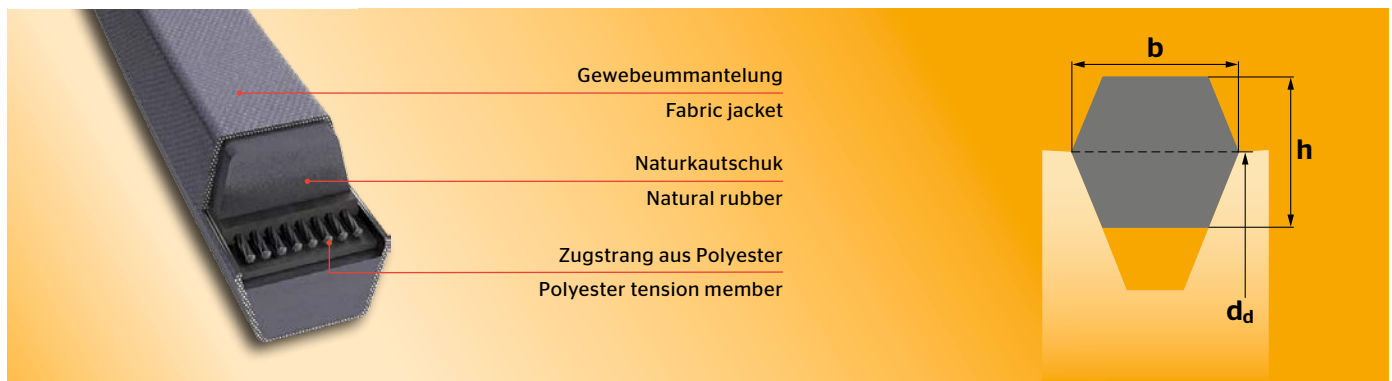 Gewebeummantelung
Fabric jacket
Naturkautschuk
Natural rubber
Zugstrang aus Polyester
Polyester tension member
b
h
dd